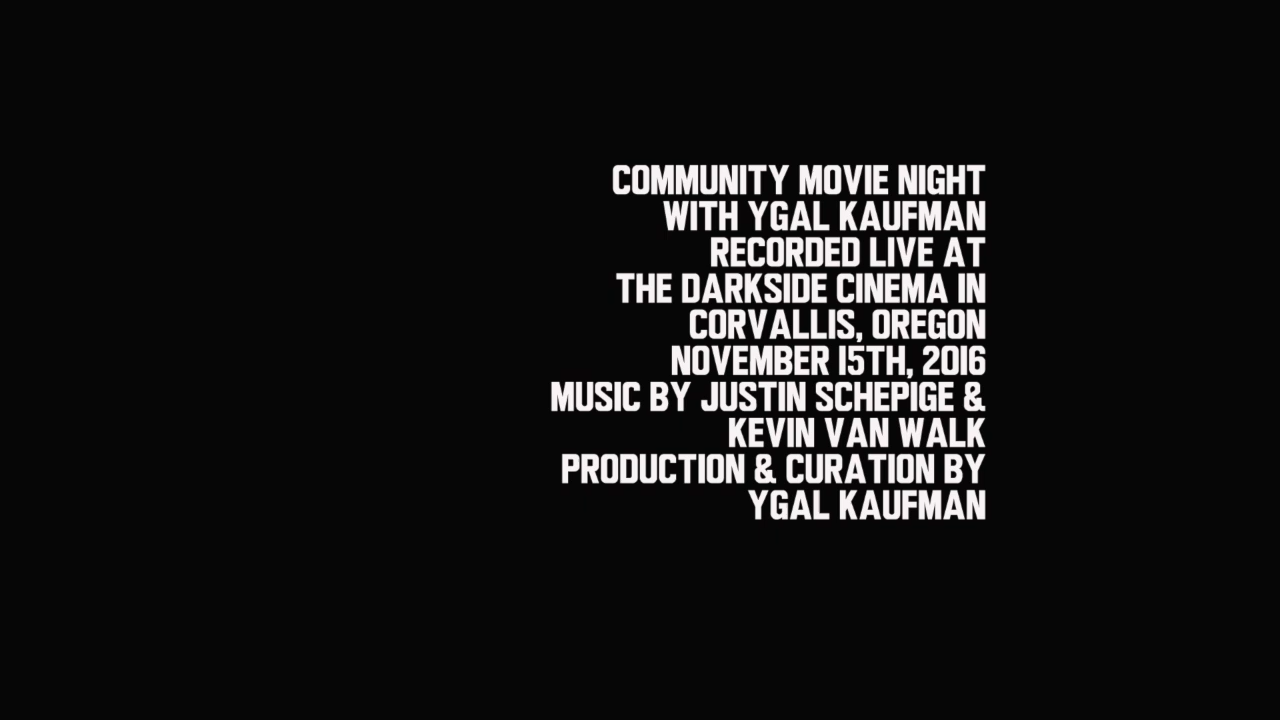 COMMUNITY MOVIE NIGHT
WITH YGAL KAUFMAN
RECORDED LIVE AT
THE DARKSIDE CINEMA IN
CORVALLIS, OREGON
NOVEMBER 15TH, 2016
MUSIC BY JUSTIN SCHEPIGE &
KEVIN VAN WALK
PRODUCTION & CURATION BY
YGAL KAUFMAN